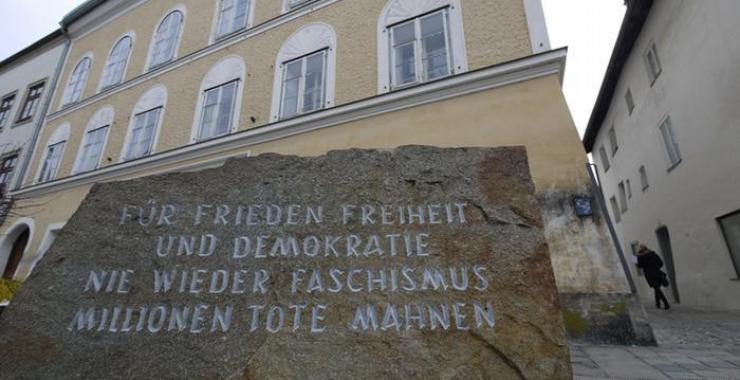 FÜR FRIEDEN FREIHEIT
UND DEMOKRATIE
NIE WIEDER FASCHISMUS
MILLIONEN TOTE MAHNEN